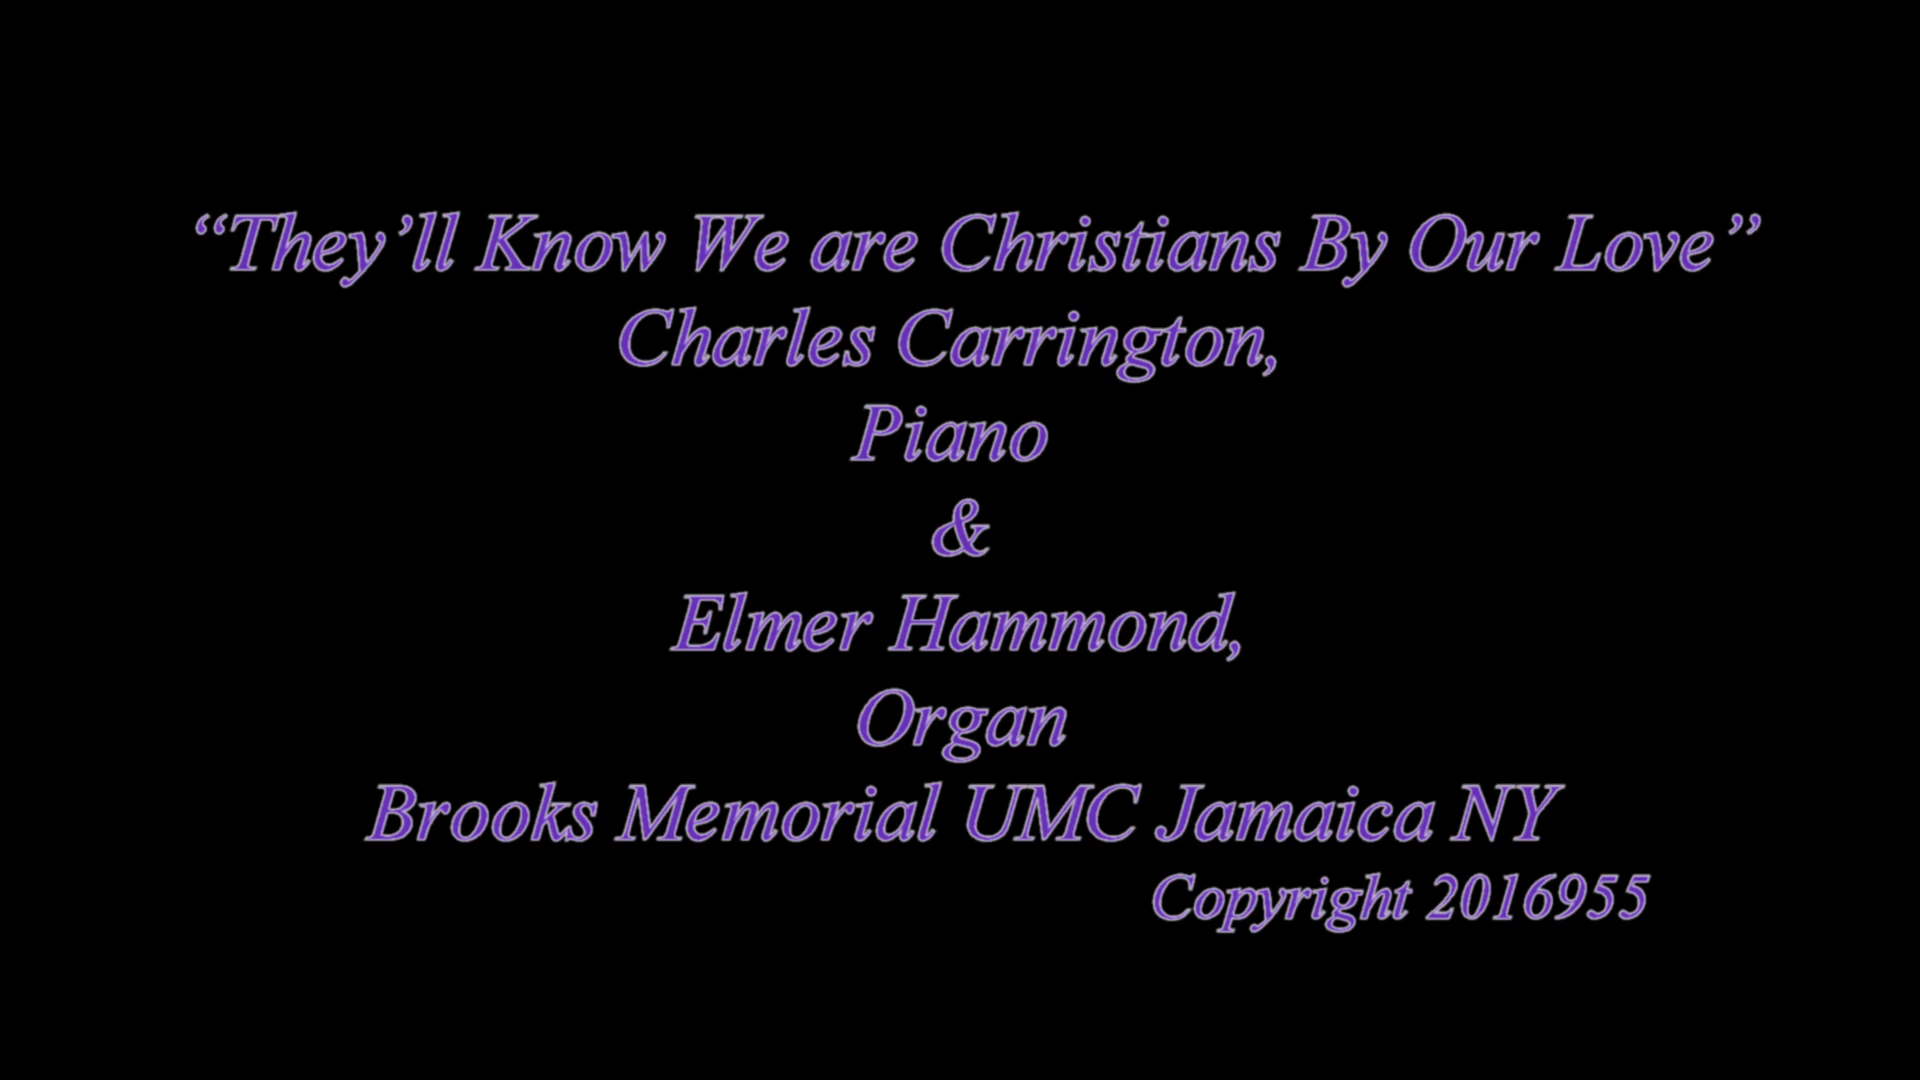 “They’ll Know We are Christians By Our Love”
Charles Carrington,
Piano
&
Elmer Hammond,
Organ
Brooks Memorial UMC Jamaica NY
Copyright 2016955